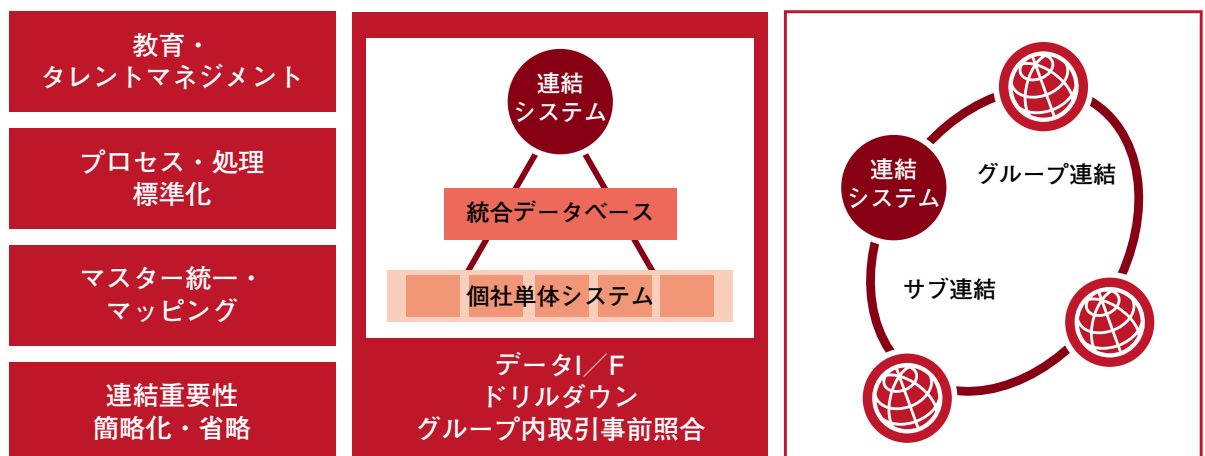 教育・
タレントマネジメント
プロセス・処理
標準化
マスター統一・
マッピング
連結重要性
簡略化・省略
連結
システム
統合データベース
個社単体システム
データI／F
ドリルダウン
グループ内取引事前照合
連結
システム
グループ連結
サブ連結